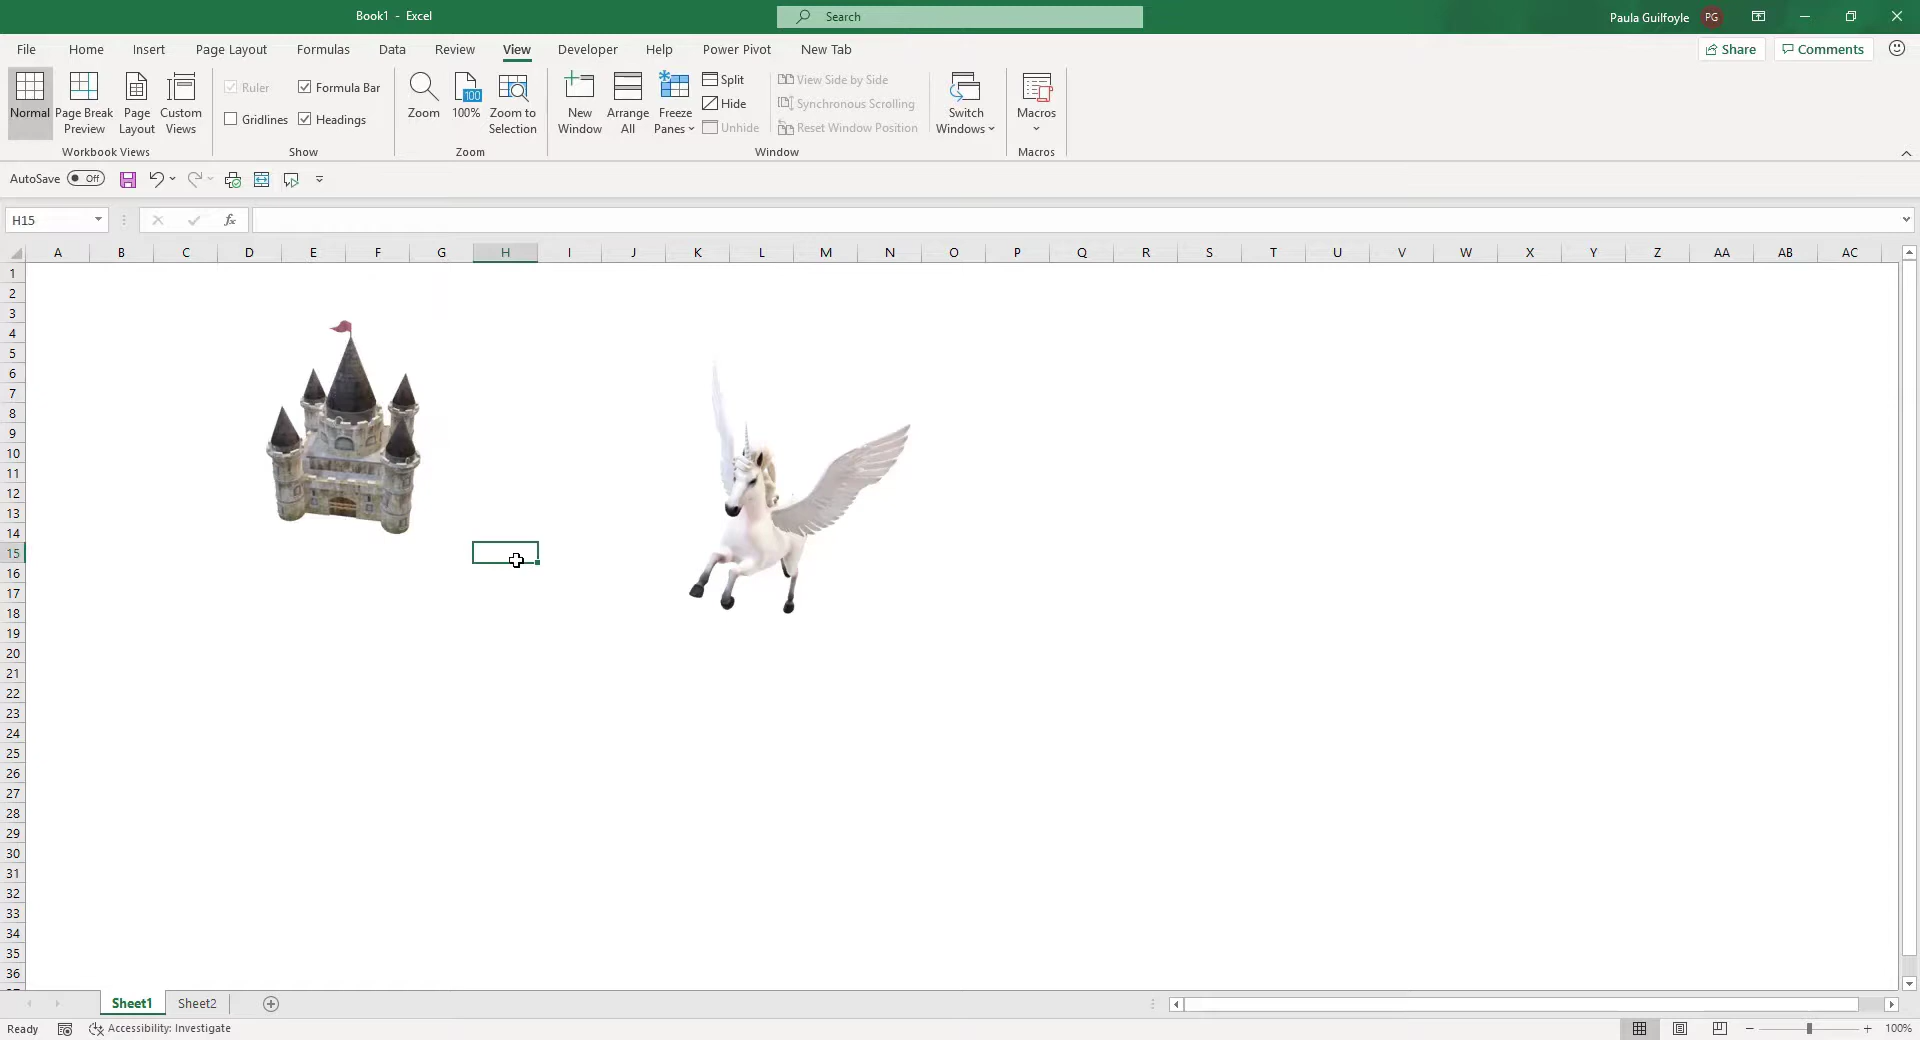 Book1 - Excel
Search
Paula Guilfoyle PG
File Home Insert Page Layout Formulas Data Review View Developer Help Power Pivot New Tab
Share Comments
Normal
Page Break Preview
Page Layout
Custom Views
Workbook Views
Ruler
Formula Bar
Gridlines
Headings
Show
Zoom
100
100%
Zoom to Selection
Zoom
New Window
Arrange All
Freeze Panes
Split
Hide
Unhide
View Side by Side
Synchronous Scrolling
Reset Window Position
Window
Switch Windows
Macros
Macros
AutoSave Off
H15
fx
A B C D E F G H I J K L M N O P Q R S T U V W X Y Z AA AB AC
1
2
3
4
5
6
7
8
9
10
11
12
13
14
15
16
17
18
19
20
21
22
23
24
25
26
27
28
29
30
31
32
33
34
35
36
Sheet1 Sheet2
Ready Accessibility: Investigate
100%